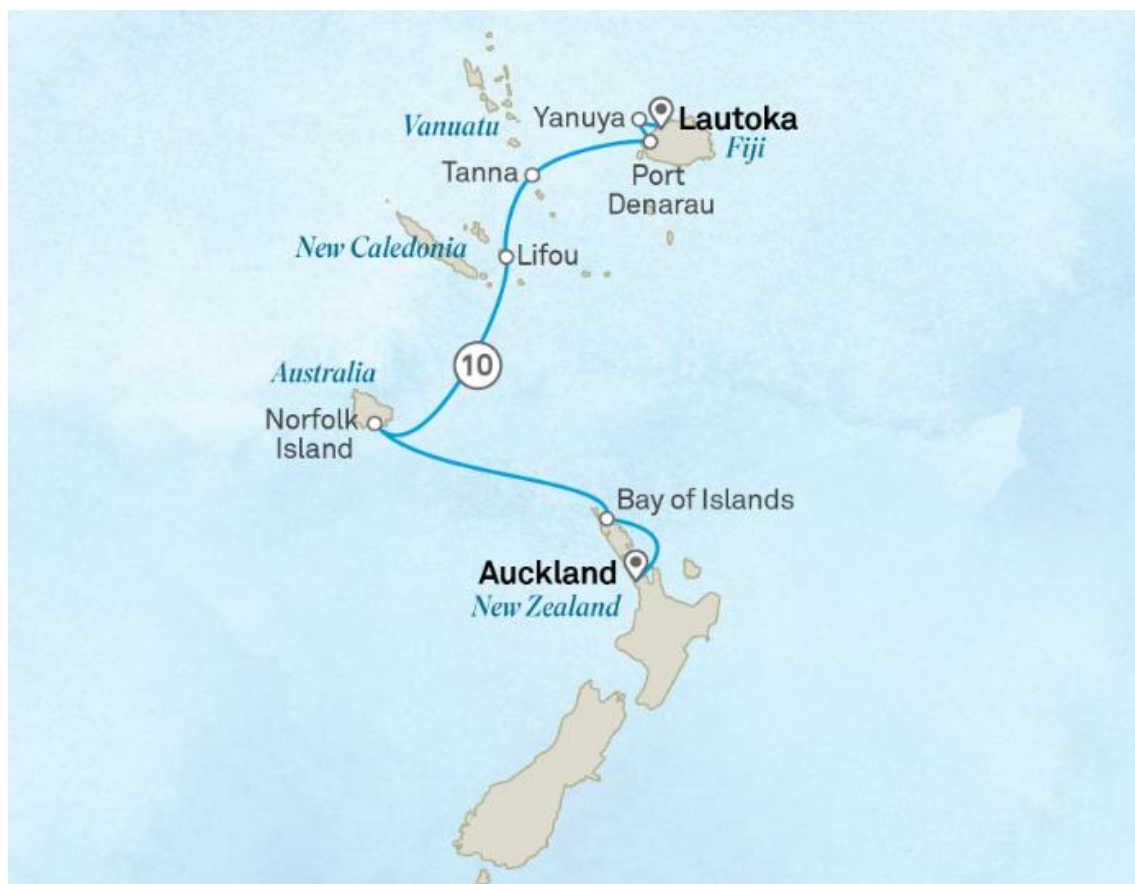 Vanuatu
Yanuya
Lautoka
Fiji
Tanna
Port
Denarau
New Caledonia
Lifou
10
Australia
Norfolk
Island
Bay of Islands
Auckland
New Zealand